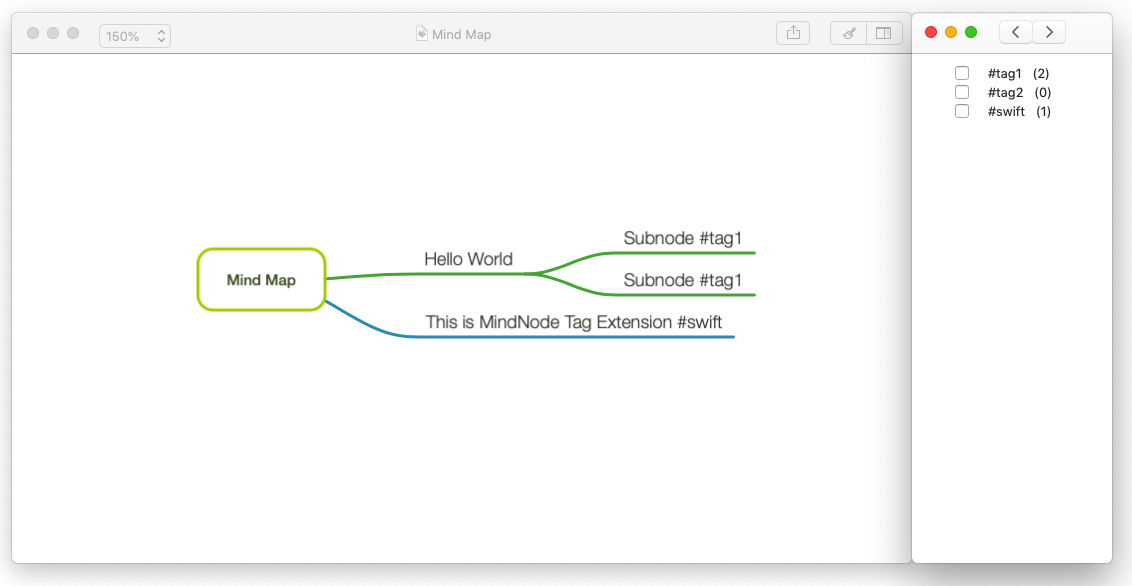 150%
Mind Map
#tag1 (2)
#tag2 (0)
#swift (1)
Mind Map
Hello World
Subnode #tag1
Subnode #tag1
This is MindNode Tag Extension #swift